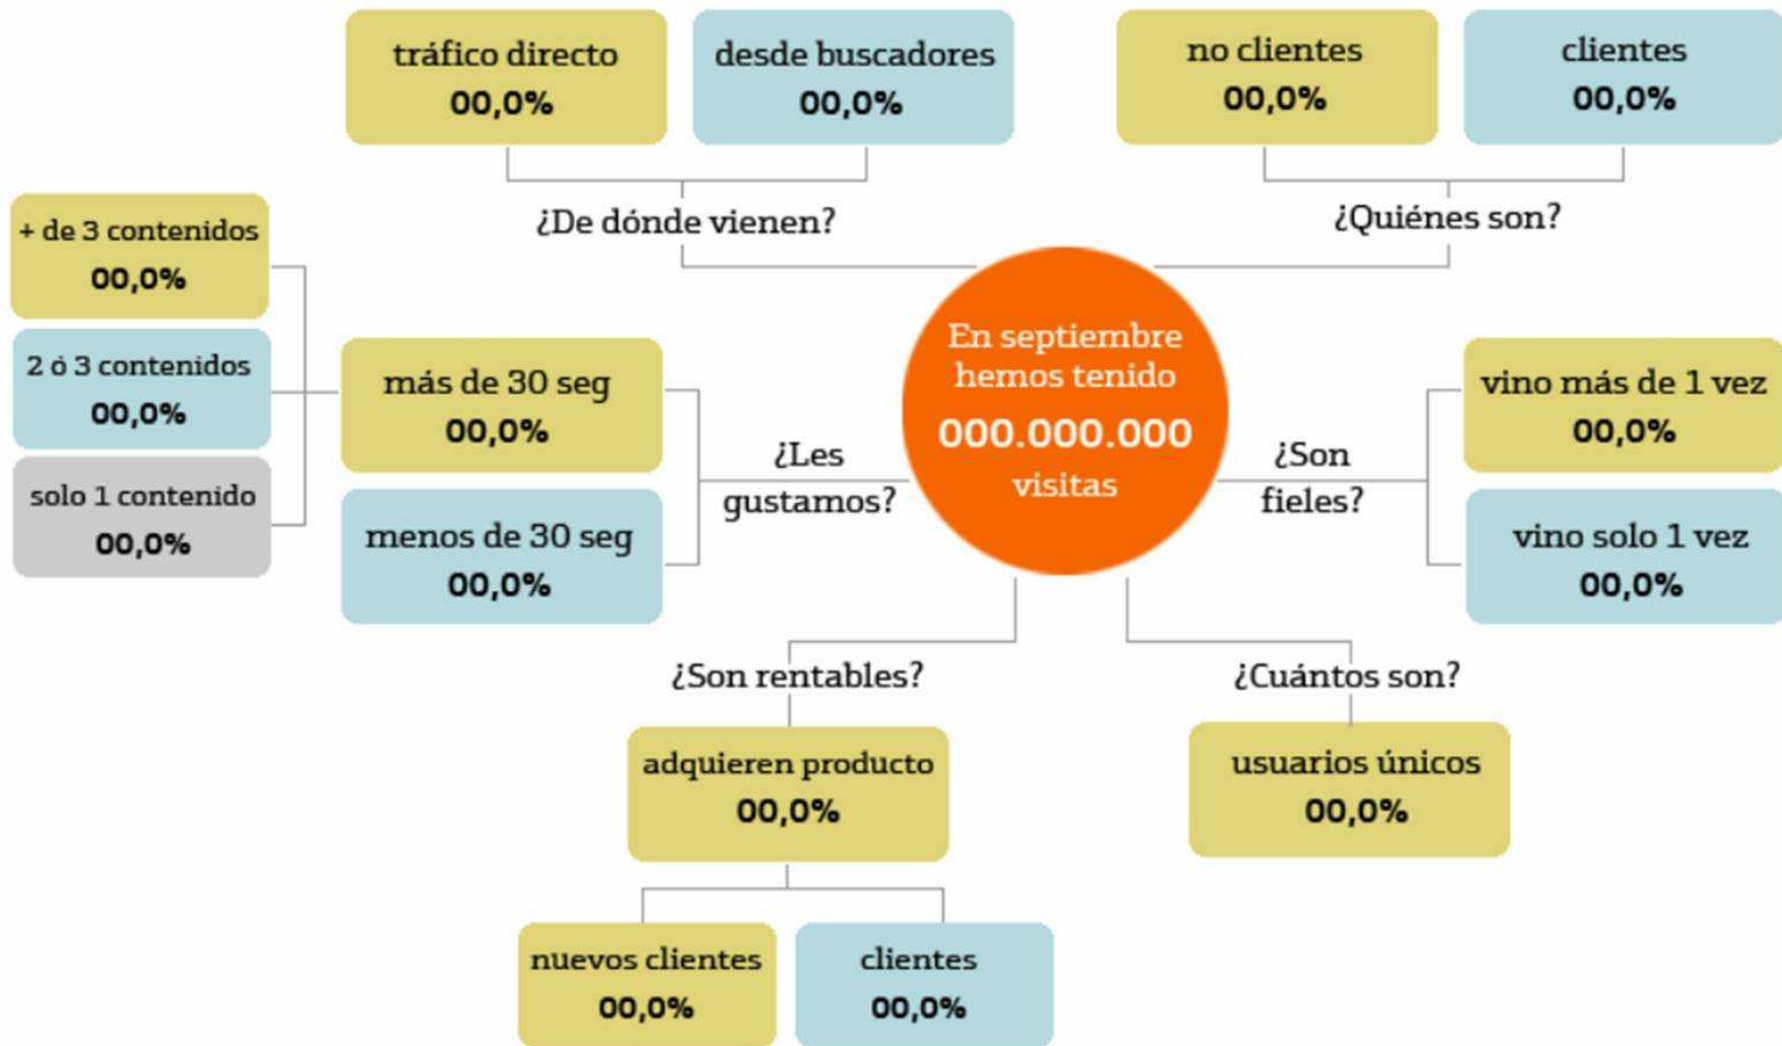 tráfico directo
00,0%
desde buscadores
00,0%
no clientes
00,0%
clientes
00,0%
¿De dónde vienen?
¿Quiénes son?
+ de 3 contenidos
00,0%
2 ó 3 contenidos
00,0%
solo 1 contenido
00,0%
más de 30 seg
00,0%
menos de 30 seg
00,0%
¿Les
gustamos?
En septiembre
hemos tenido
000.000.000
visitas
¿Son
fieles?
vino más de 1 vez
00,0%
vino solo 1 vez
00,0%
¿Son rentables?
¿Cuántos son?
adquieren producto
00,0%
usuarios únicos
00,0%
nuevos clientes
00,0%
clientes
00,0%